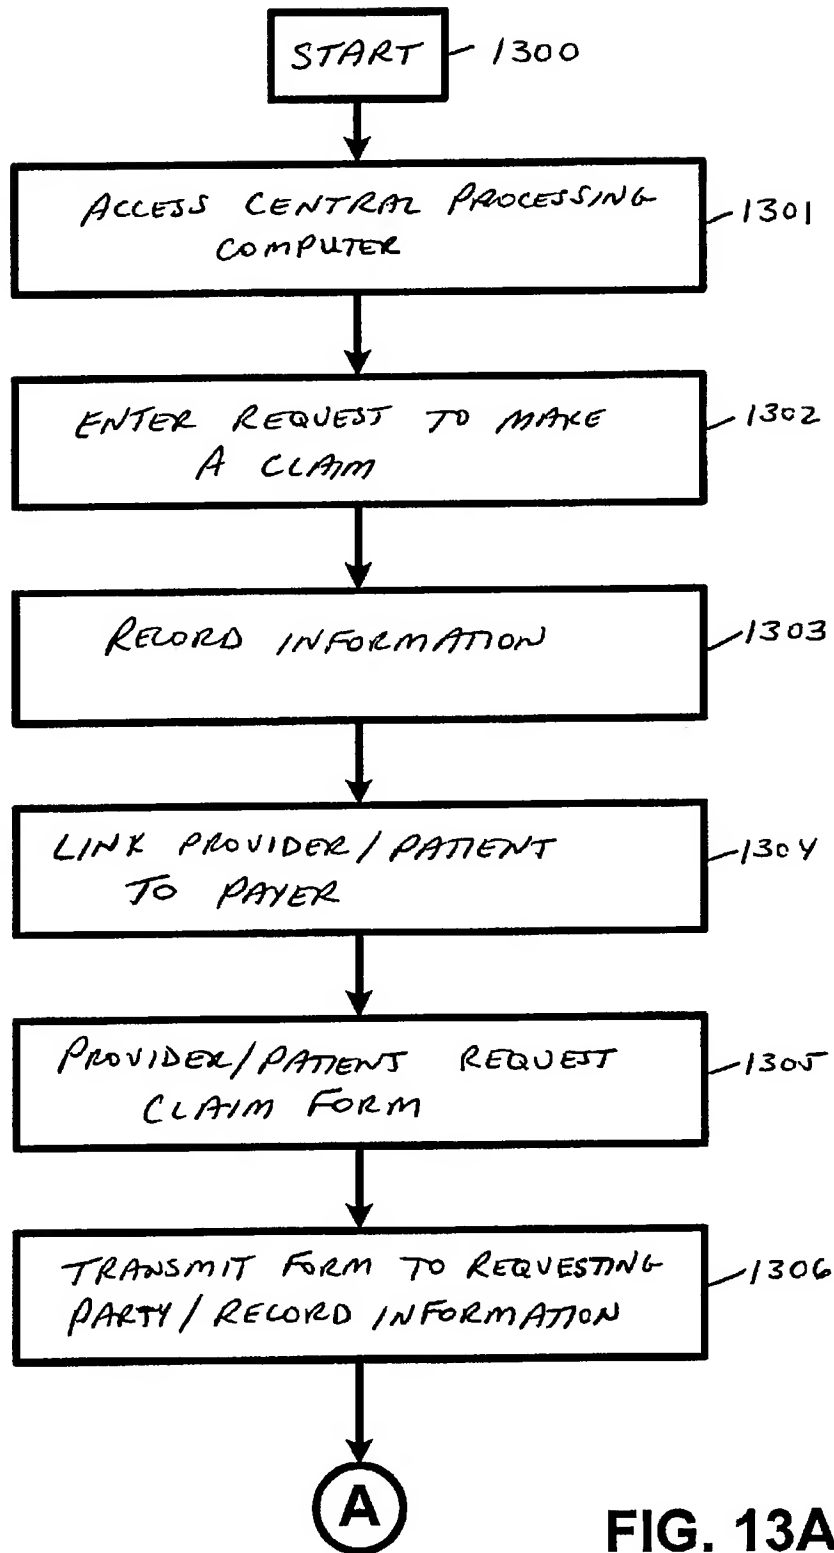 START 1300
ACCESS CENTRAL PROCESSING 1301
COMPUTER
ENTER REQUEST TO MAKE 1302
A CLAIM
RECORD INFORMATION 1303
LINK PROVIDER/PATIENT 1304
TO PAYER
PROVIDER/PATIENT REQUEST 1305
CLAIM FORM
TRANSMIT FORM TO REQUESTING 1306
PARTY/RECORD INFORMATION
A
FIG. 13A